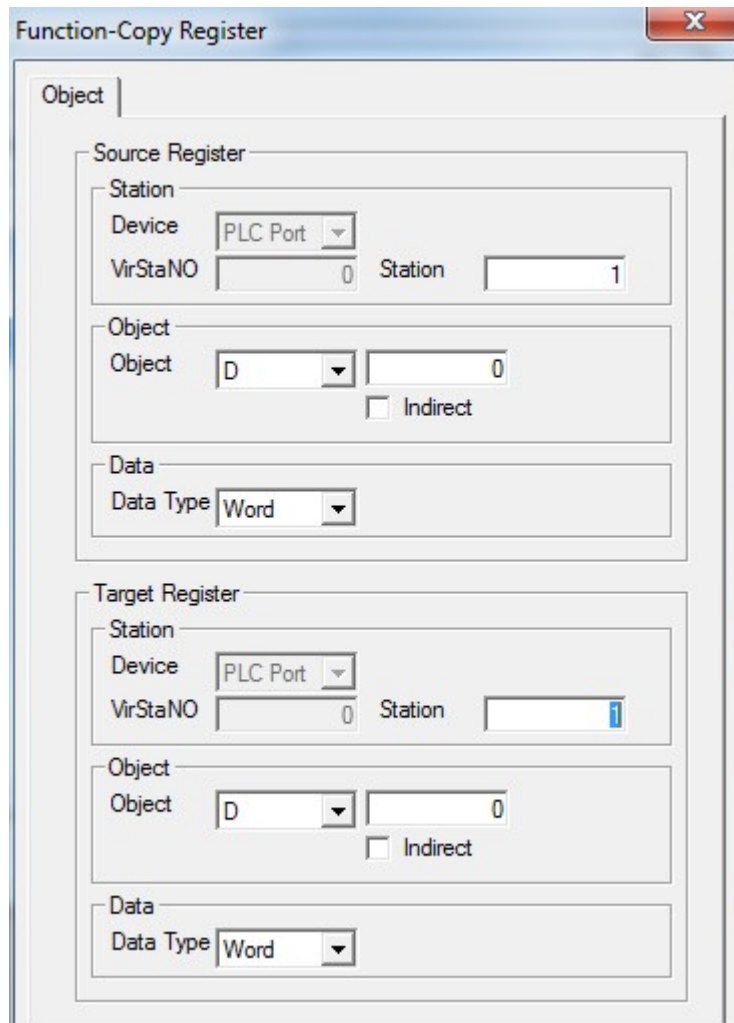 Function-Copy Register
Object
Source Register
Station
Device PLC Port
VirStaNO 0 Station 1
Object
Object D 0
Indirect
Data
Data Type Word
Target Register
Station
Device PLC Port
VirStaNO 0 Station 1
Object
Object D 0
Indirect
Data
Data Type Word